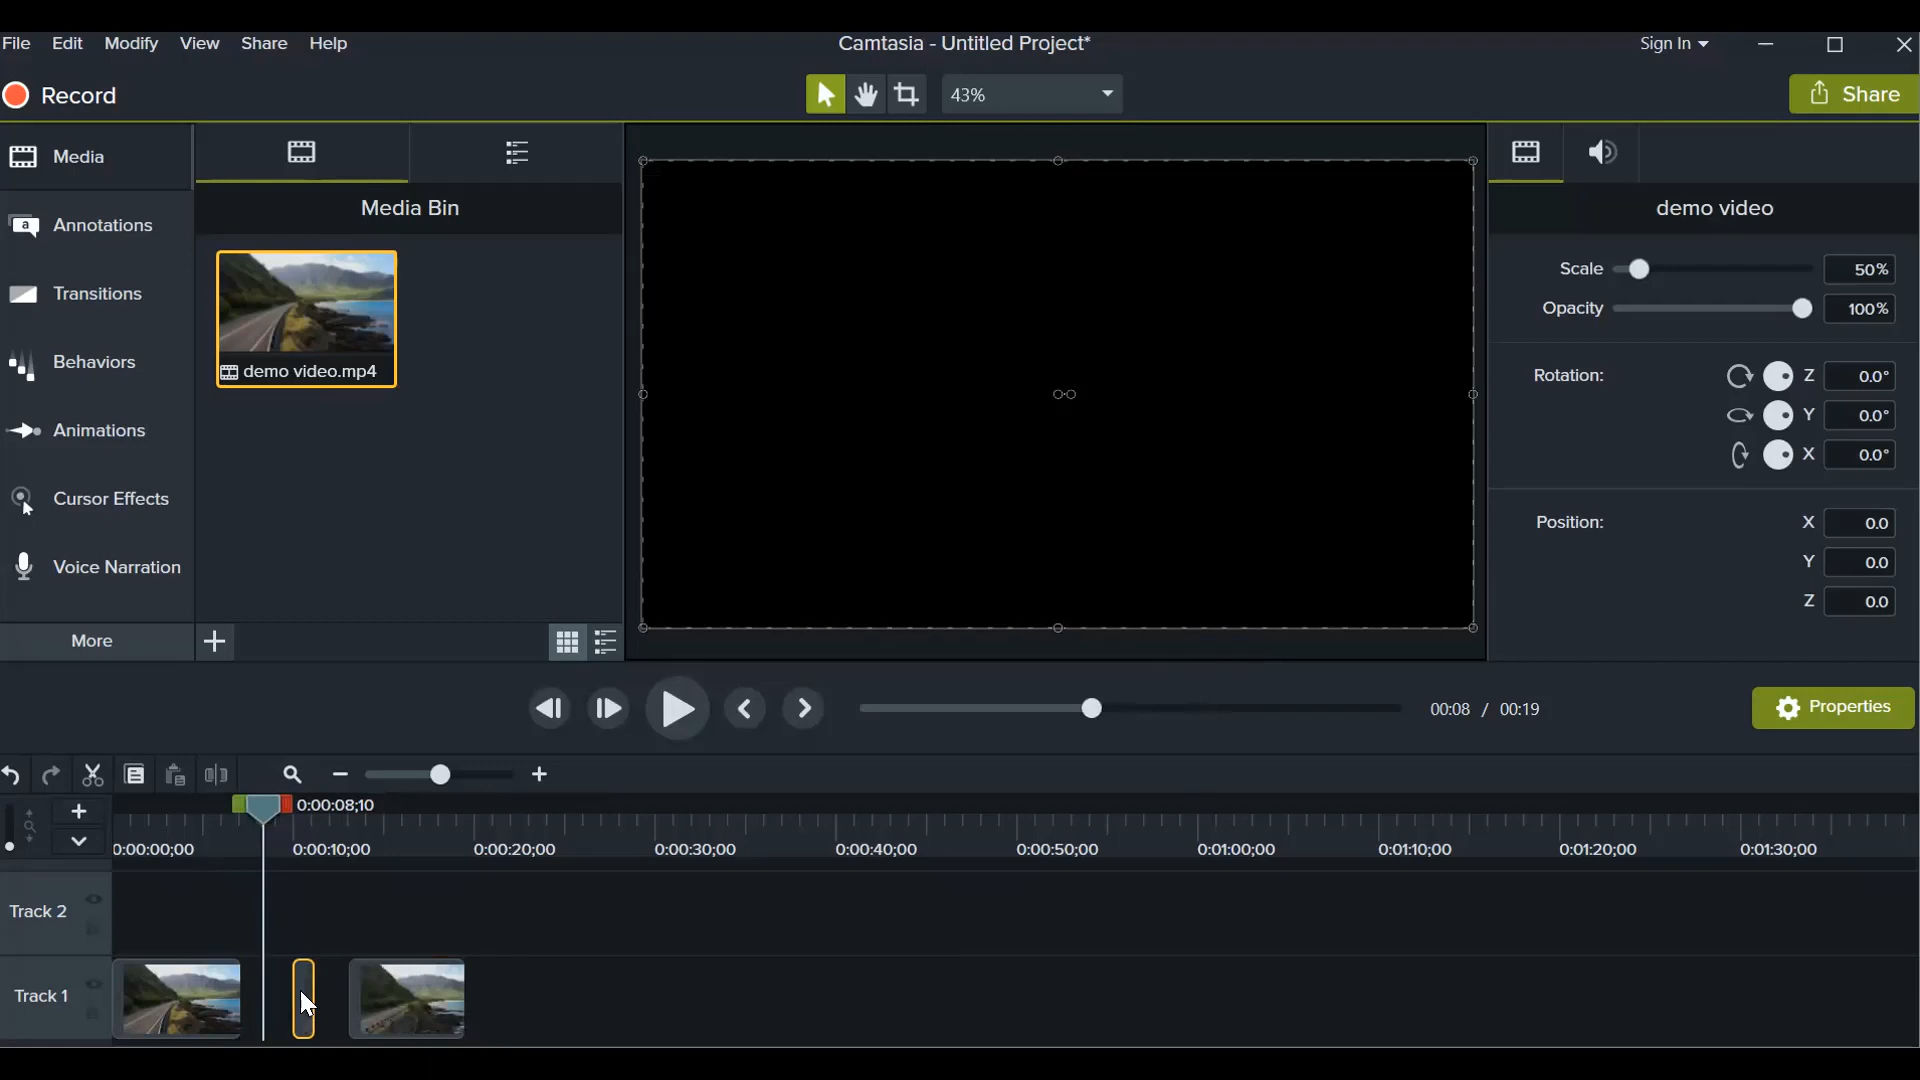 File Edit Modify View Share Help
Camtasia - Untitled Project*
Sign In
Record
43%
Share
Media
Annotations
Transitions
Behaviors
Animations
Cursor Effects
Voice Narration
More
Media Bin
demo video.mp4
demo video
Scale 50%
Opacity 100%
Rotation: Z 0.0°
Y 0.0°
X 0.0°
Position: X 0.0
Y 0.0
Z 0.0
00:08 / 00:19
Properties
0:00:08;10
0:00:00;00 0:00:10;00 0:00:20;00 0:00:30;00 0:00:40;00 0:00:50;00 0:01:00;00 0:01:10;00 0:01:20;00 0:01:30;00
Track 2
Track 1